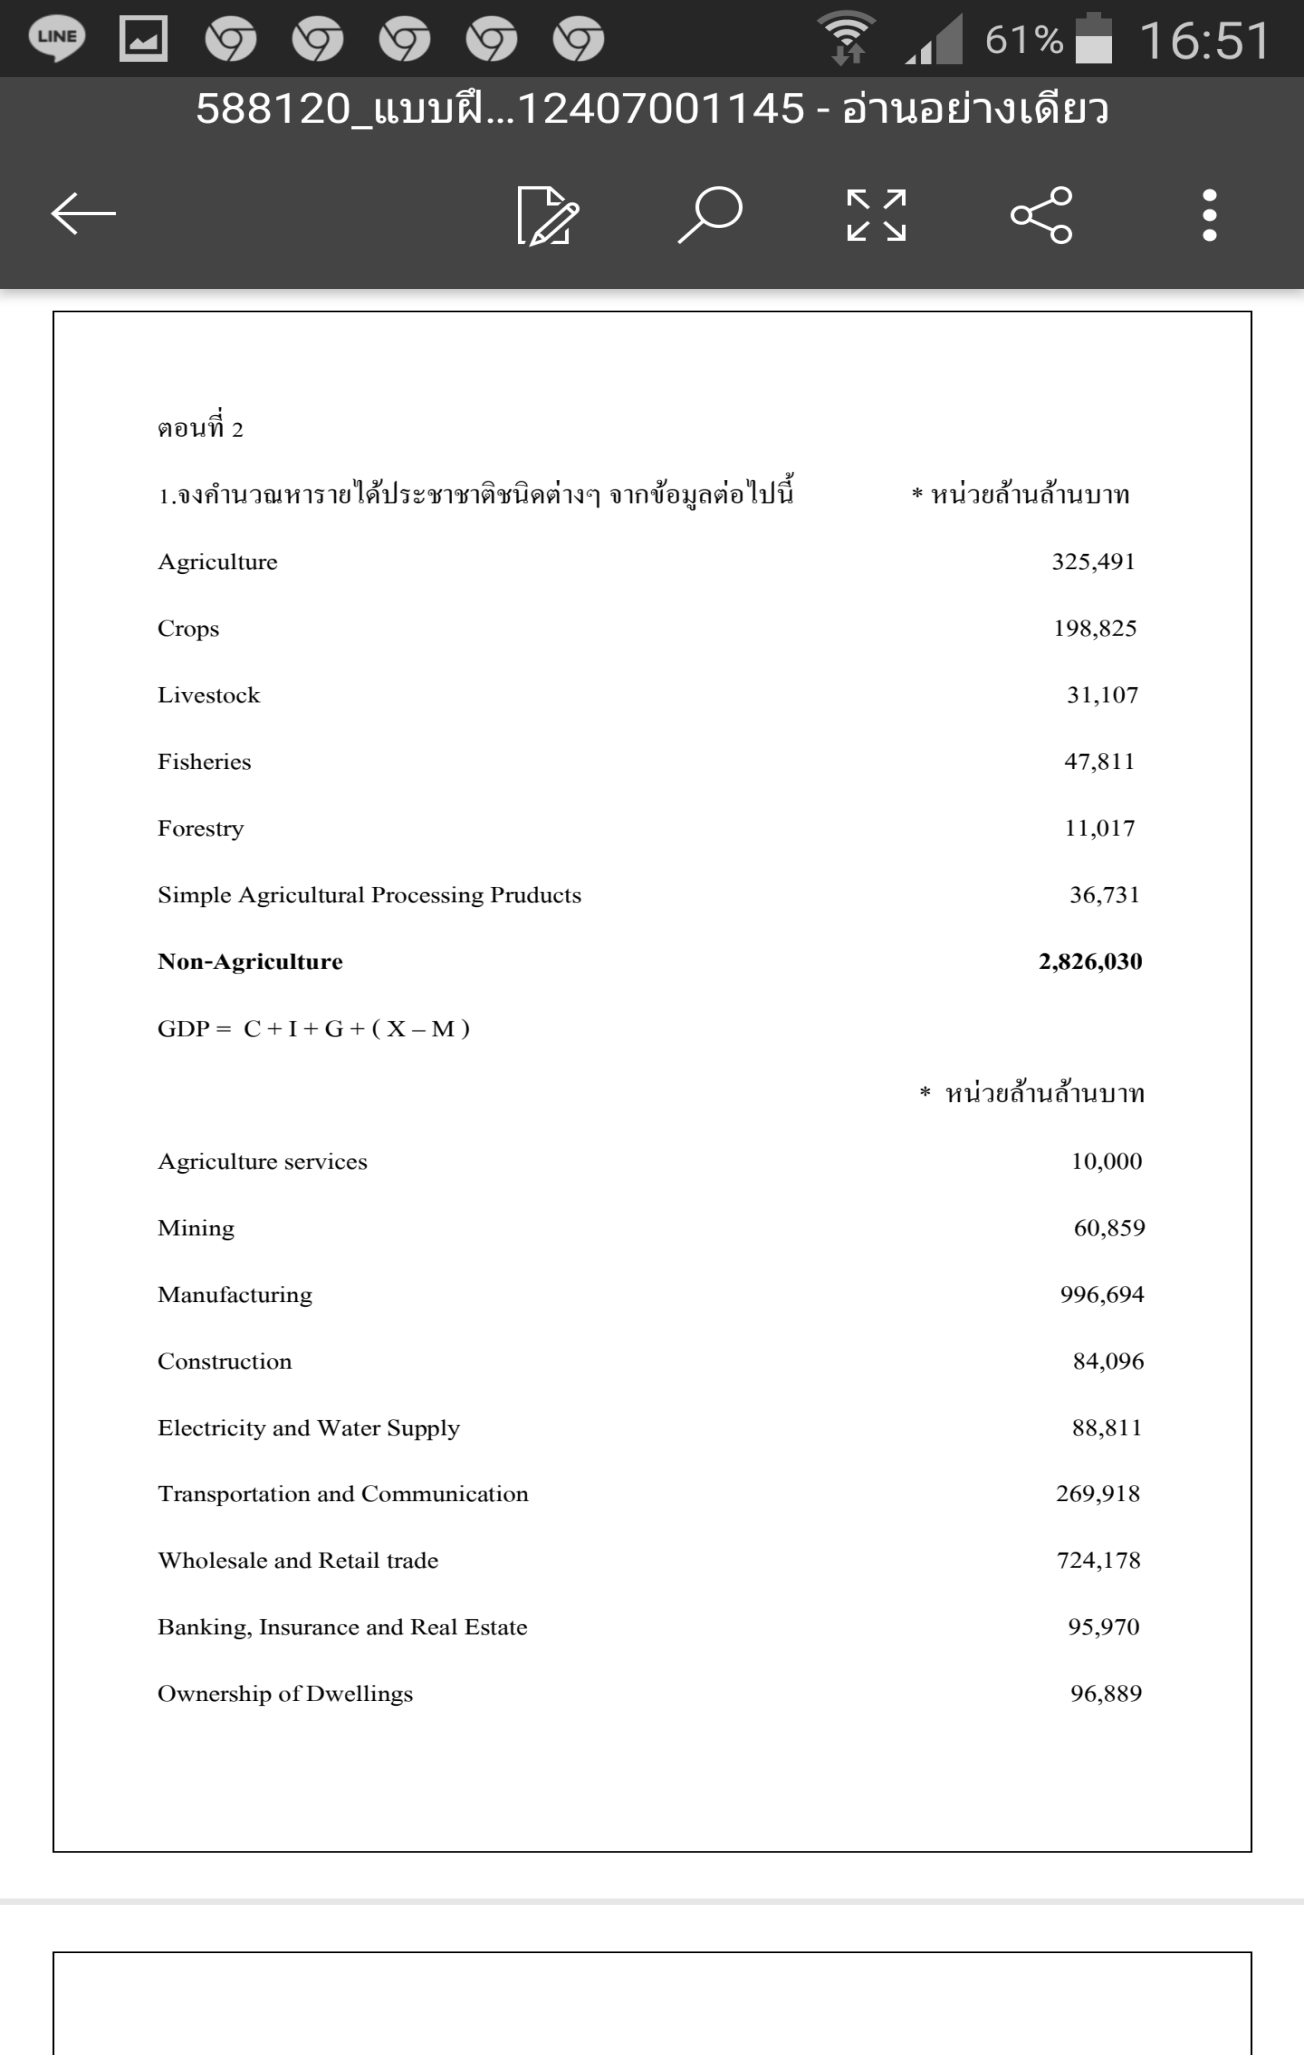 LINE
61% 16:51
588120_แบบฝึ...12407001145 - อ่านอย่างเดียว
ตอนที่ 2
1.จงคำนวณหารายได้ประชาชาติชนิดต่างๆ จากข้อมูลต่อไปนี้ * หน่วยล้านล้านบาท
Agriculture 325,491
Crops 198,825
Livestock 31,107
Fisheries 47,811
Forestry 11,017
Simple Agricultural Processing Pruducts 36,731
Non-Agriculture 2,826,030
GDP = C + I + G + ( X – M )
* หน่วยล้านล้านบาท
Agriculture services 10,000
Mining 60,859
Manufacturing 996,694
Construction 84,096
Electricity and Water Supply 88,811
Transportation and Communication 269,918
Wholesale and Retail trade 724,178
Banking, Insurance and Real Estate 95,970
Ownership of Dwellings 96,889